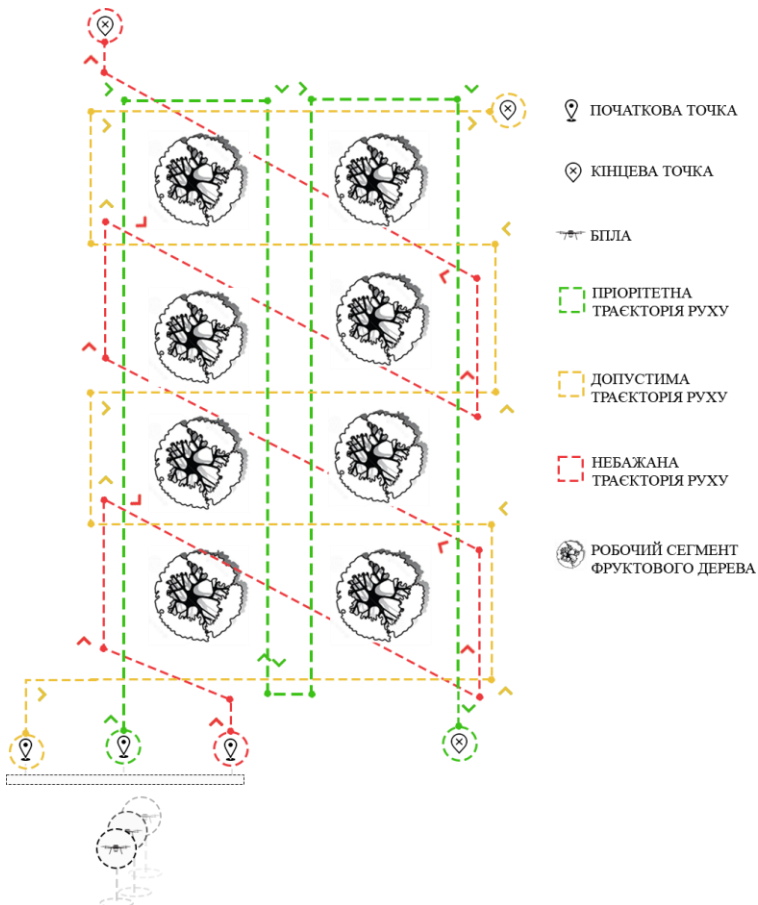 ПОЧАТКОВА ТОЧКА
КІНЦЕВА ТОЧКА
БПЛА
ПРІОРІТЕТНА
ТРАЄКТОРІЯ РУХУ
ДОПУСТИМА
ТРАЄКТОРІЯ РУХУ
НЕБАЖАНА
ТРАЄКТОРІЯ РУХУ
РОБОЧИЙ СЕГМЕНТ
ФРУКТОВОГО ДЕРЕВА